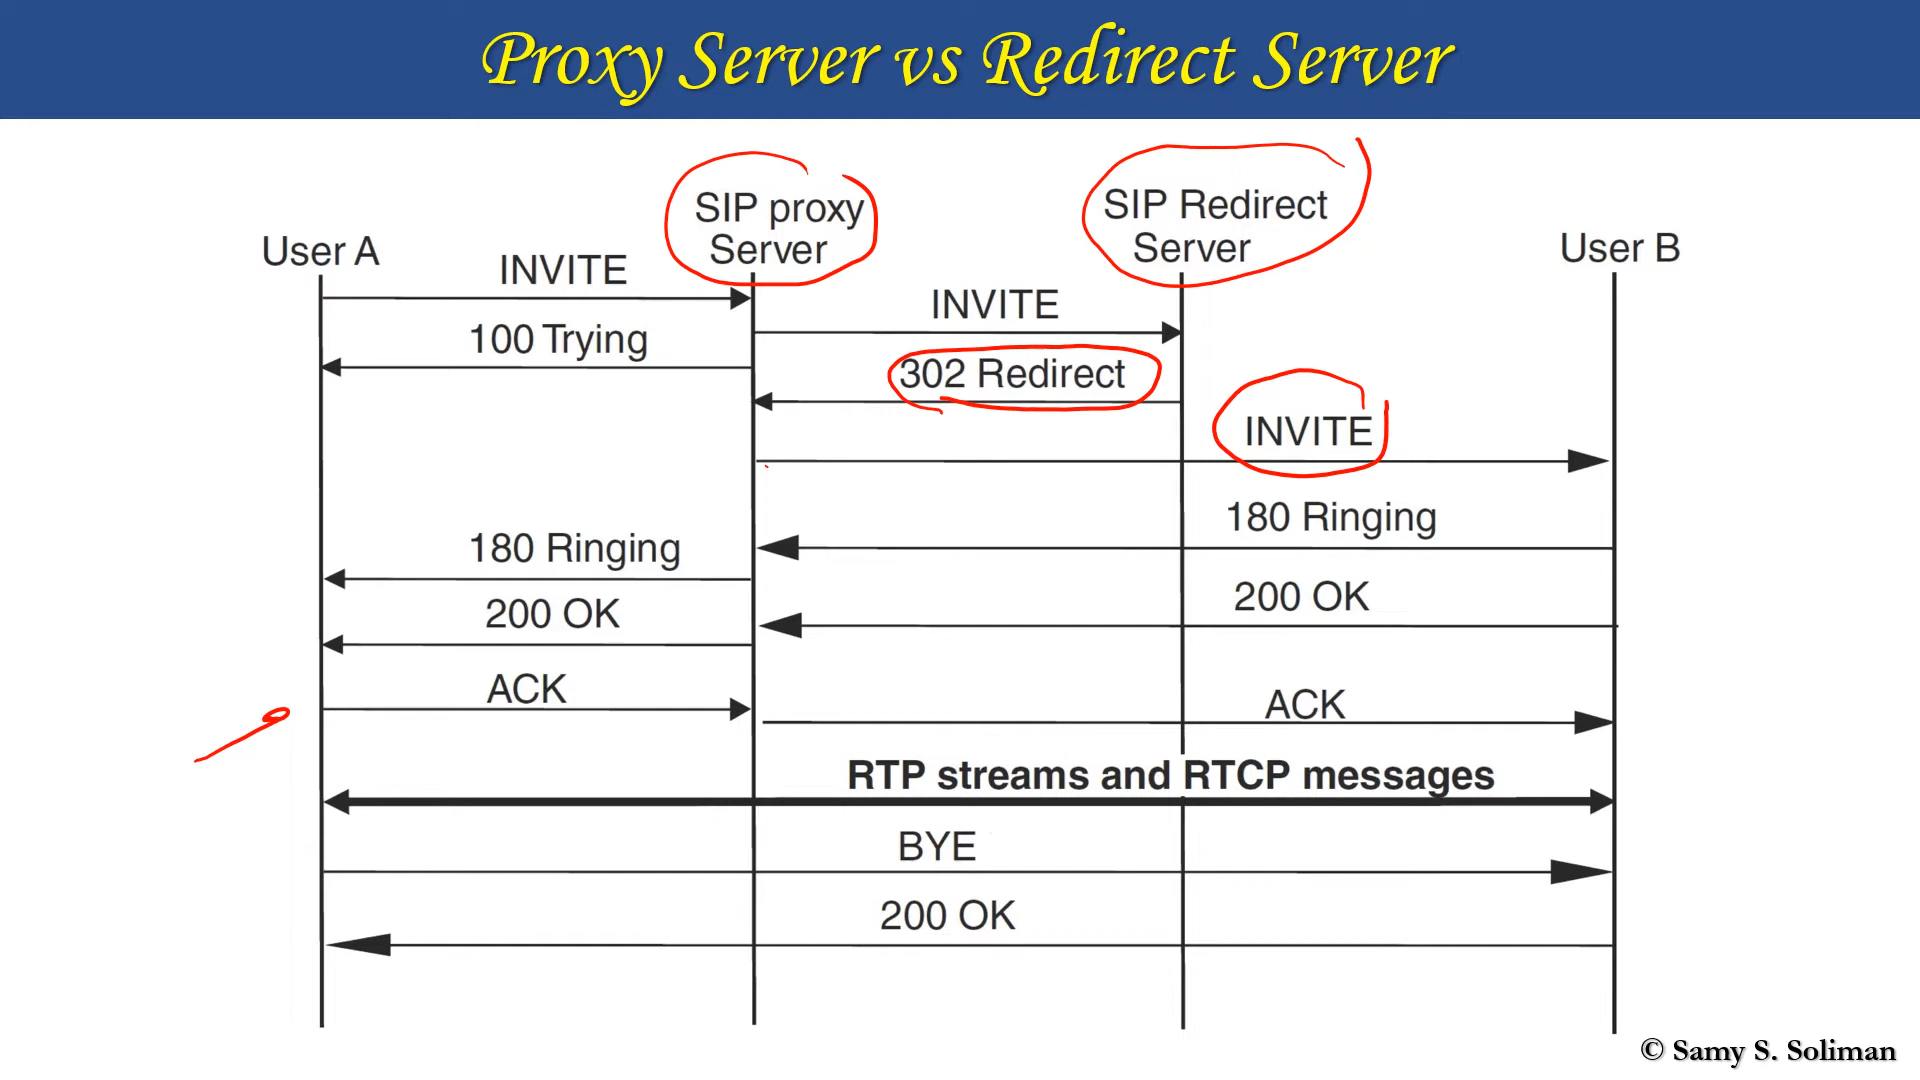 Proxy Server vs Redirect Server
SIP proxy
Server
SIP Redirect
Server
User A
User B
INVITE
INVITE
100 Trying
302 Redirect
INVITE
180 Ringing
180 Ringing
200 OK
200 OK
ACK
ACK
RTP streams and RTCP messages
BYE
200 OK
© Samy S. Soliman